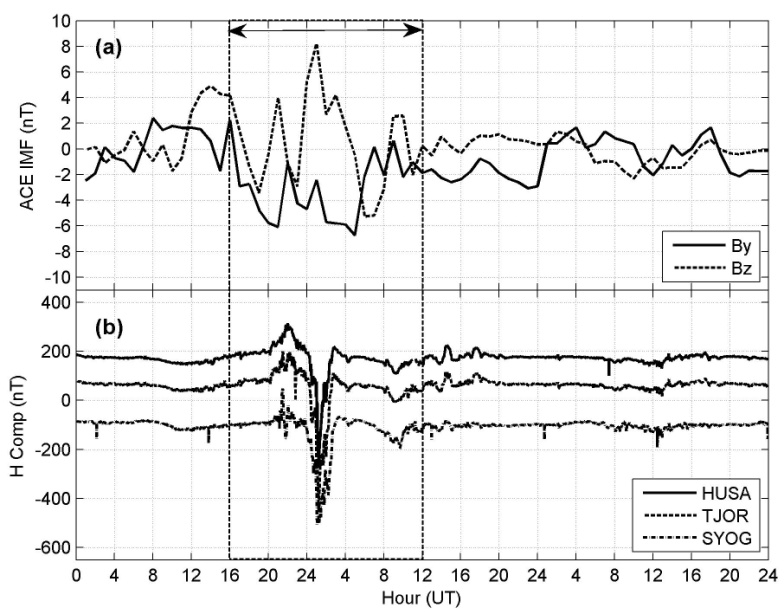 10
8
6
4
2
0
-2
-4
-6
-8
-10
ACE IMF (nT)
(a)
By
Bz
400
200
0
-200
-400
-600
H Comp (nT)
(b)
HUSA
TJOR
SYOG
0 4 8 12 16 20 24 4 8 12 16 20 24 4 8 12 16 20 24
Hour (UT)